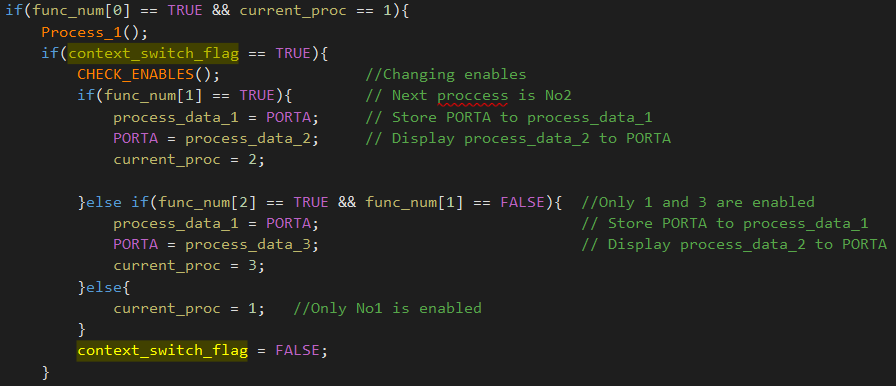 if(func_num[0] == TRUE && current_proc == 1){
    Process_1();
    if(context_switch_flag == TRUE){
        CHECK_ENABLES();                //Changing enables
        if(func_num[1] == TRUE){        // Next proccess is No2
            process_data_1 = PORTA;     // Store PORTA to process_data_1
            PORTA = process_data_2;     // Display process_data_2 to PORTA
            current_proc = 2;

        }else if(func_num[2] == TRUE && func_num[1] == FALSE){  //Only 1 and 3 are enabled
            process_data_1 = PORTA;                             // Store PORTA to process_data_1
            PORTA = process_data_3;                             // Display process_data_2 to PORTA
            current_proc = 3;
        }else{
            current_proc = 1;   //Only No1 is enabled
        }
        context_switch_flag = FALSE;
    }